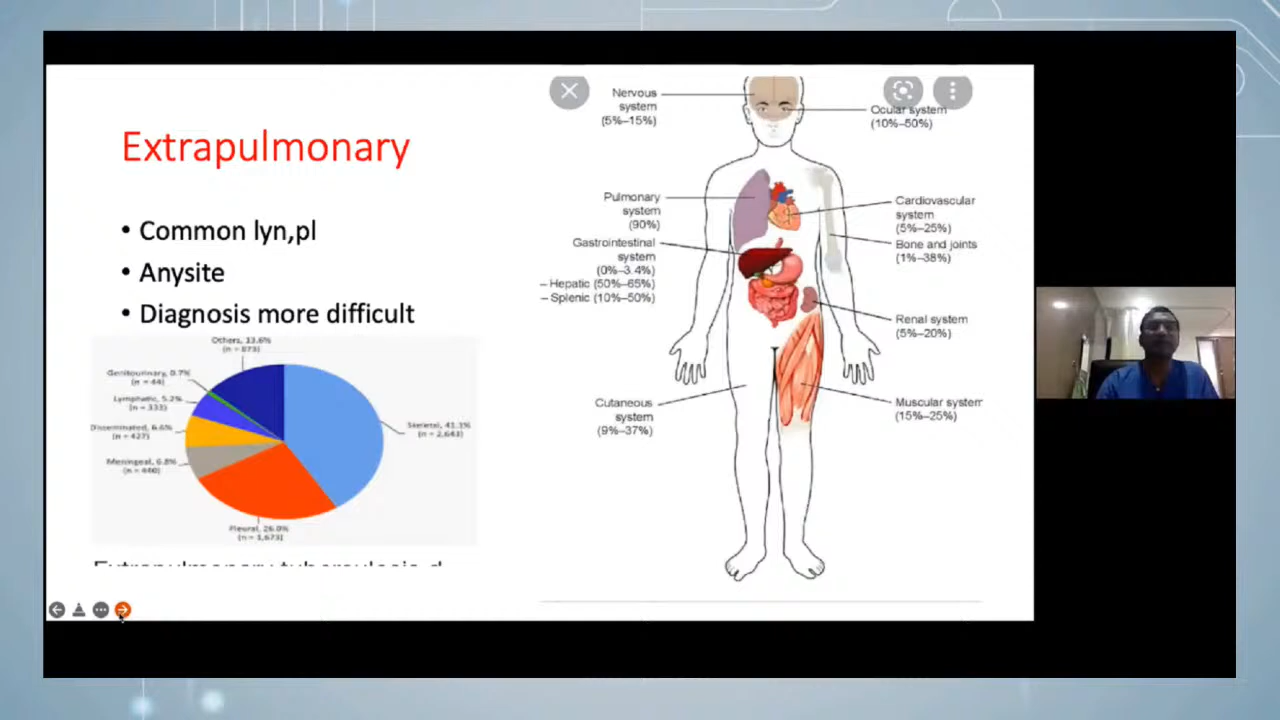 Extrapulmonary
• Common lyn,pl
• Anysite
• Diagnosis more difficult
Others, 13.6%
(n = 873)
Genitourinary, 0.7%
(n = 44)
Lymphatic, 5.2%
(n = 333)
Disseminated, 6.6%
(n = 427)
Meningeal, 6.8%
(n = 440)
Skeletal, 41.1%
(n = 2,643)
Pleural, 26.0%
(n = 1,673)
Nervous
system
(5%–15%)
Ocular system
(10%–50%)
Pulmonary
system
(90%)
Cardiovascular
system
(5%–25%)
Gastrointestinal
system
(0%–3.4%)
– Hepatic (50%–65%)
– Splenic (10%–50%)
Bone and joints
(1%–38%)
Renal system
(5%–20%)
Cutaneous
system
(9%–37%)
Muscular system
(15%–25%)